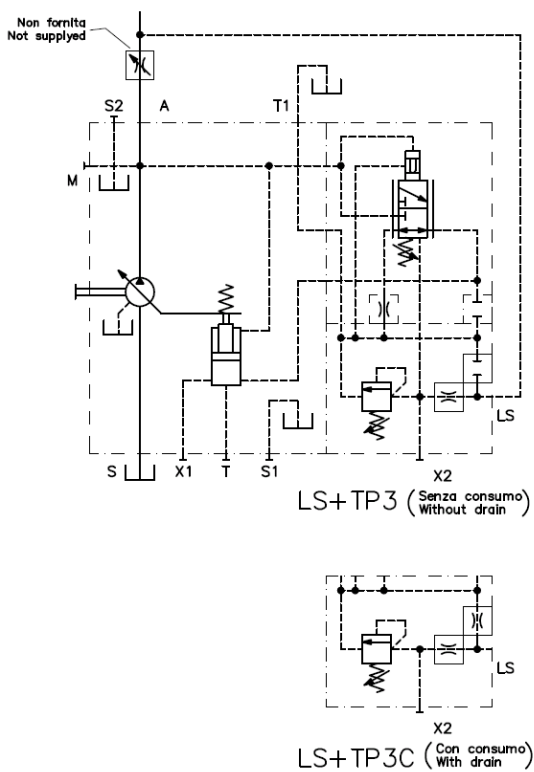 Non fornita
Not supplyed
S2
A
T1
M
LS
S
X1
T
S1
X2
LS+TP3 (Senza consumo
Without drain)
LS
X2
LS+TP3C (Con consumo
With drain)